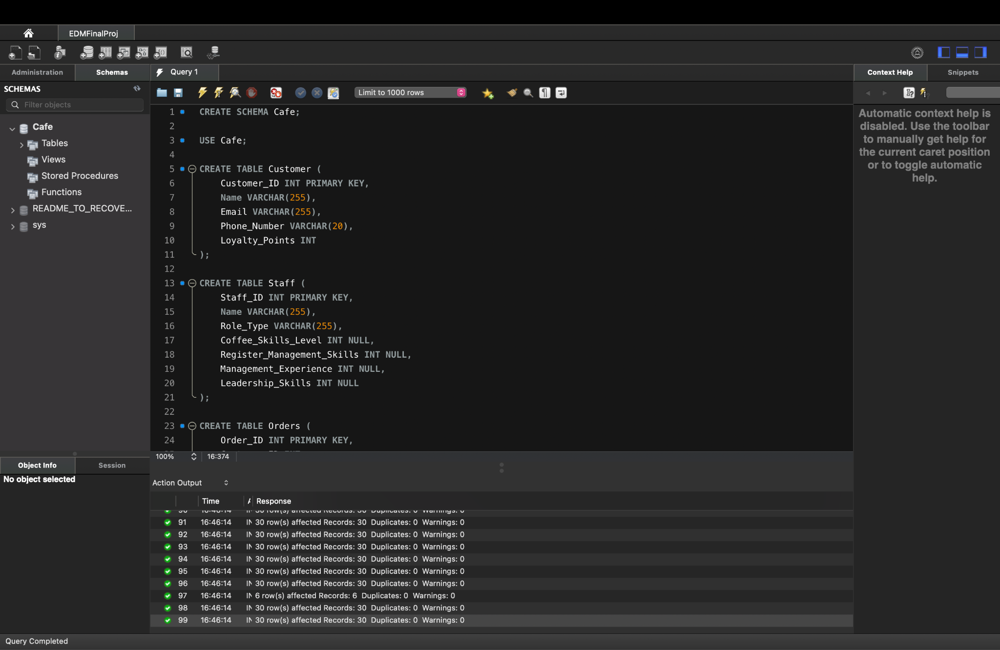 EDMFinalProj
Administration
Schemas
Query 1
Context Help
Snippets
SCHEMAS
Filter objects
Limit to 1000 rows
Cafe
Tables
Views
Stored Procedures
Functions
README_TO_RECOVE...
sys
1 CREATE SCHEMA Cafe;
2
3 USE Cafe;
4
5 CREATE TABLE Customer (
6 Customer_ID INT PRIMARY KEY,
7 Name VARCHAR(255),
8 Email VARCHAR(255),
9 Phone_Number VARCHAR(20),
10 Loyalty_Points INT
11 );
12
13 CREATE TABLE Staff (
14 Staff_ID INT PRIMARY KEY,
15 Name VARCHAR(255),
16 Role_Type VARCHAR(255),
17 Coffee_Skills_Level INT NULL,
18 Register_Management_Skills INT NULL,
19 Management_Experience INT NULL,
20 Leadership_Skills INT NULL
21 );
22
23 CREATE TABLE Orders (
24 Order_ID INT PRIMARY KEY,
Automatic context help is
disabled. Use the toolbar
to manually get help for
the current caret position
or to toggle automatic
help.
100% 16:374
Object Info
Session
No object selected
Action Output
Time Response
90 16:46:14 30 row(s) affected Records: 30 Duplicates: 0 Warnings: 0
91 16:46:14 IN 30 row(s) affected Records: 30 Duplicates: 0 Warnings: 0
92 16:46:14 IN 30 row(s) affected Records: 30 Duplicates: 0 Warnings: 0
93 16:46:14 IN 30 row(s) affected Records: 30 Duplicates: 0 Warnings: 0
94 16:46:14 IN 30 row(s) affected Records: 30 Duplicates: 0 Warnings: 0
95 16:46:14 IN 30 row(s) affected Records: 30 Duplicates: 0 Warnings: 0
96 16:46:14 IN 30 row(s) affected Records: 30 Duplicates: 0 Warnings: 0
97 16:46:14 IN 6 row(s) affected Records: 6 Duplicates: 0 Warnings: 0
98 16:46:14 IN 30 row(s) affected Records: 30 Duplicates: 0 Warnings: 0
99 16:46:14 IN 30 row(s) affected Records: 30 Duplicates: 0 Warnings: 0
Query Completed